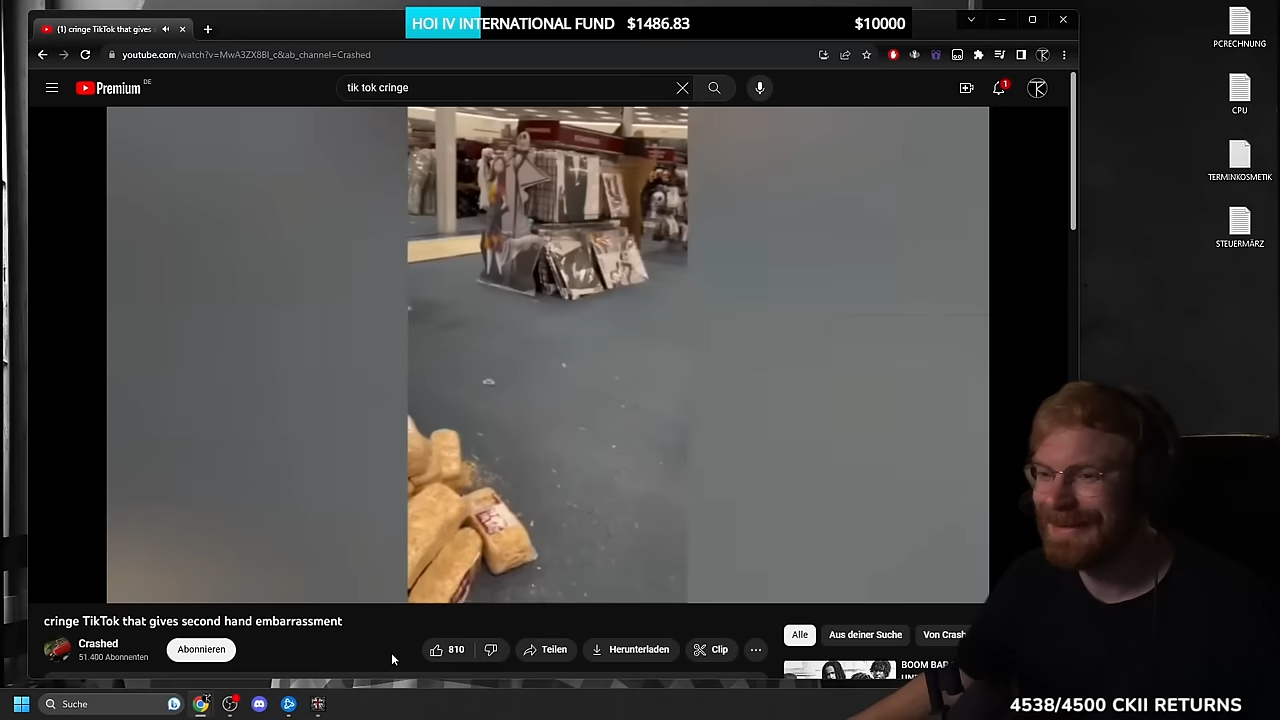 HOI IV INTERNATIONAL FUND $1486.83 $10000
(1) cringe TikTok that gives
youtube.com/watch?v=MwA3ZX8BI_c&ab_channel=Crashed
Premium DE
tik tok cringe
1
PCRECHNUNG
CPU
TERMINKOSMETIK
STEUERMÄRZ
cringe TikTok that gives second hand embarrassment
Crashed
51.400 Abonnenten
Abonnieren
810
Teilen
Herunterladen
Clip
Alle
Aus deiner Suche
Von Crash
BOOM BAP
Suche
4538/4500 CKII RETURNS